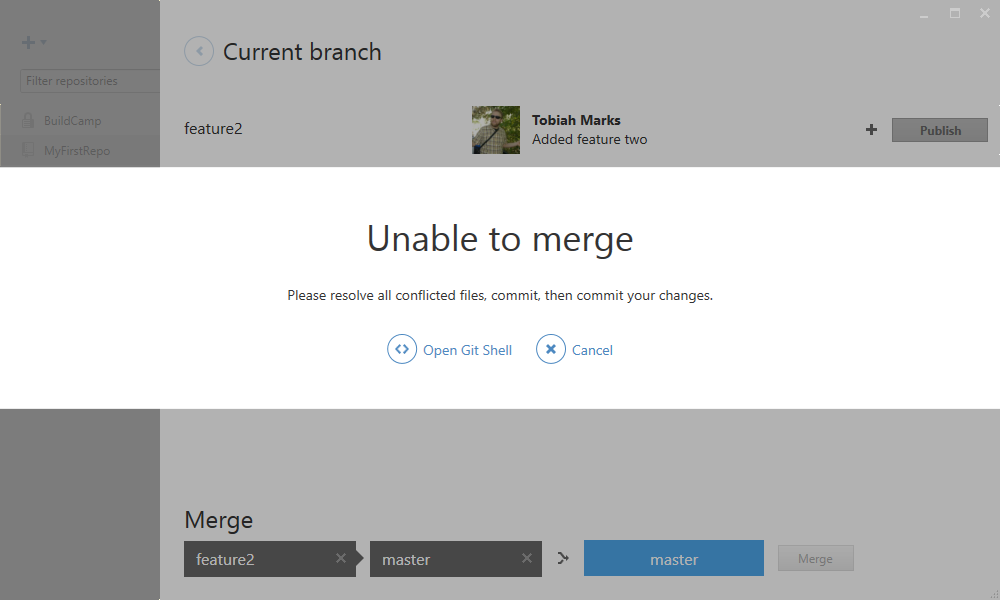 Current branch
Filter repositories
BuildCamp
MyFirstRepo
feature2
Tobiah Marks
Added feature two
Publish
Unable to merge
Please resolve all conflicted files, commit, then commit your changes.
Open Git Shell
Cancel
Merge
feature2
master
master
Merge